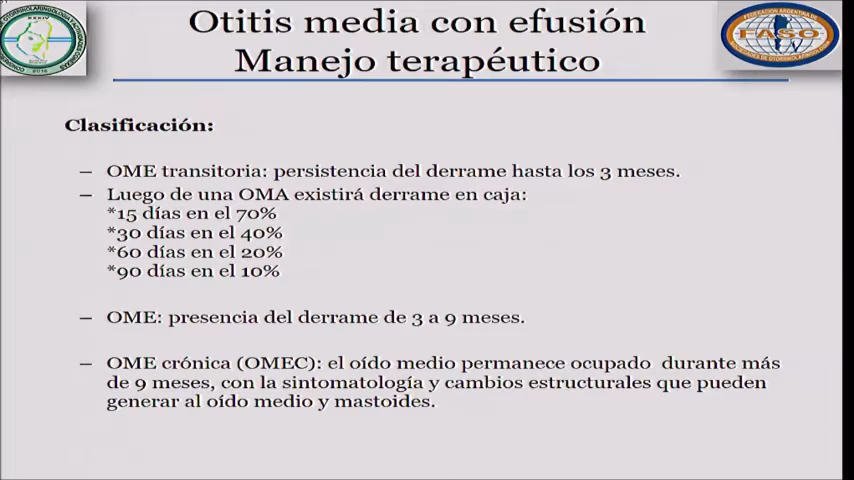 Otitis media con efusión
Manejo terapéutico
FASO
Clasificación:
– OME transitoria: persistencia del derrame hasta los 3 meses.
– Luego de una OMA existirá derrame en caja:
*15 días en el 70%
*30 días en el 40%
*60 días en el 20%
*90 días en el 10%
– OME: presencia del derrame de 3 a 9 meses.
– OME crónica (OMEC): el oído medio permanece ocupado durante más
de 9 meses, con la sintomatología y cambios estructurales que pueden
generar al oído medio y mastoides.